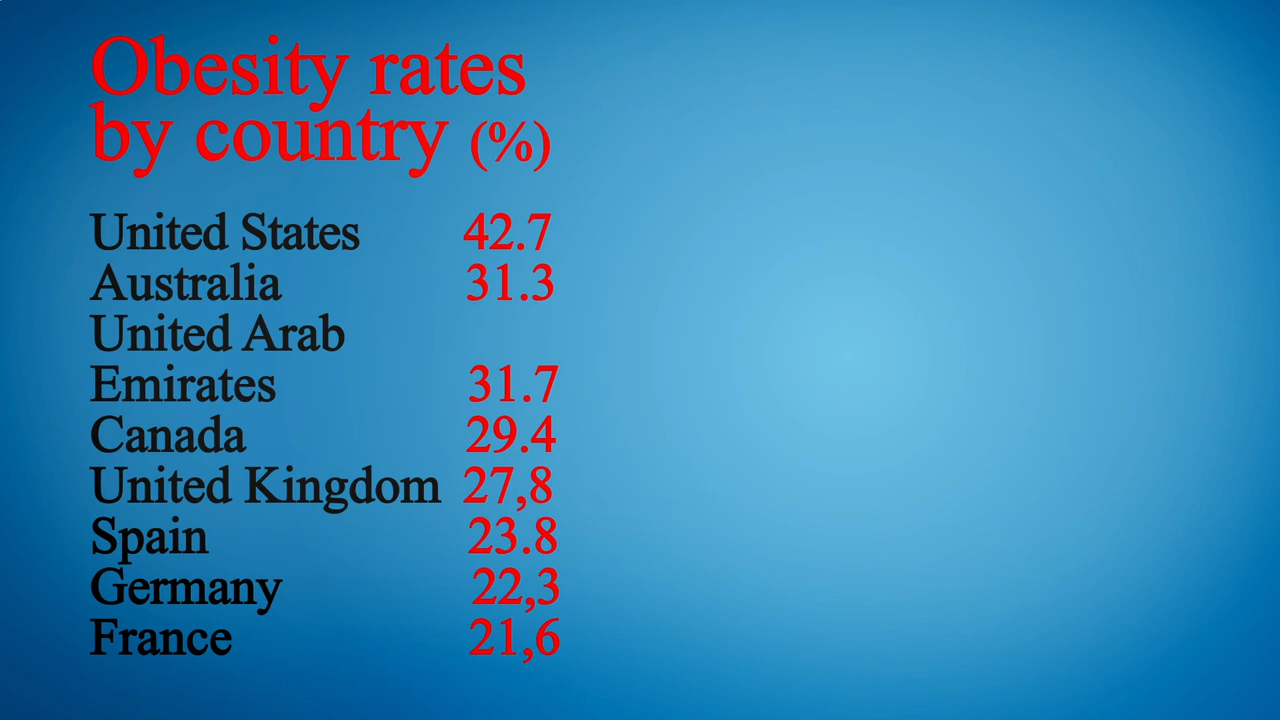 Obesity rates
by country (%)
United States 42.7
Australia 31.3
United Arab
Emirates 31.7
Canada 29.4
United Kingdom 27,8
Spain 23.8
Germany 22,3
France 21,6